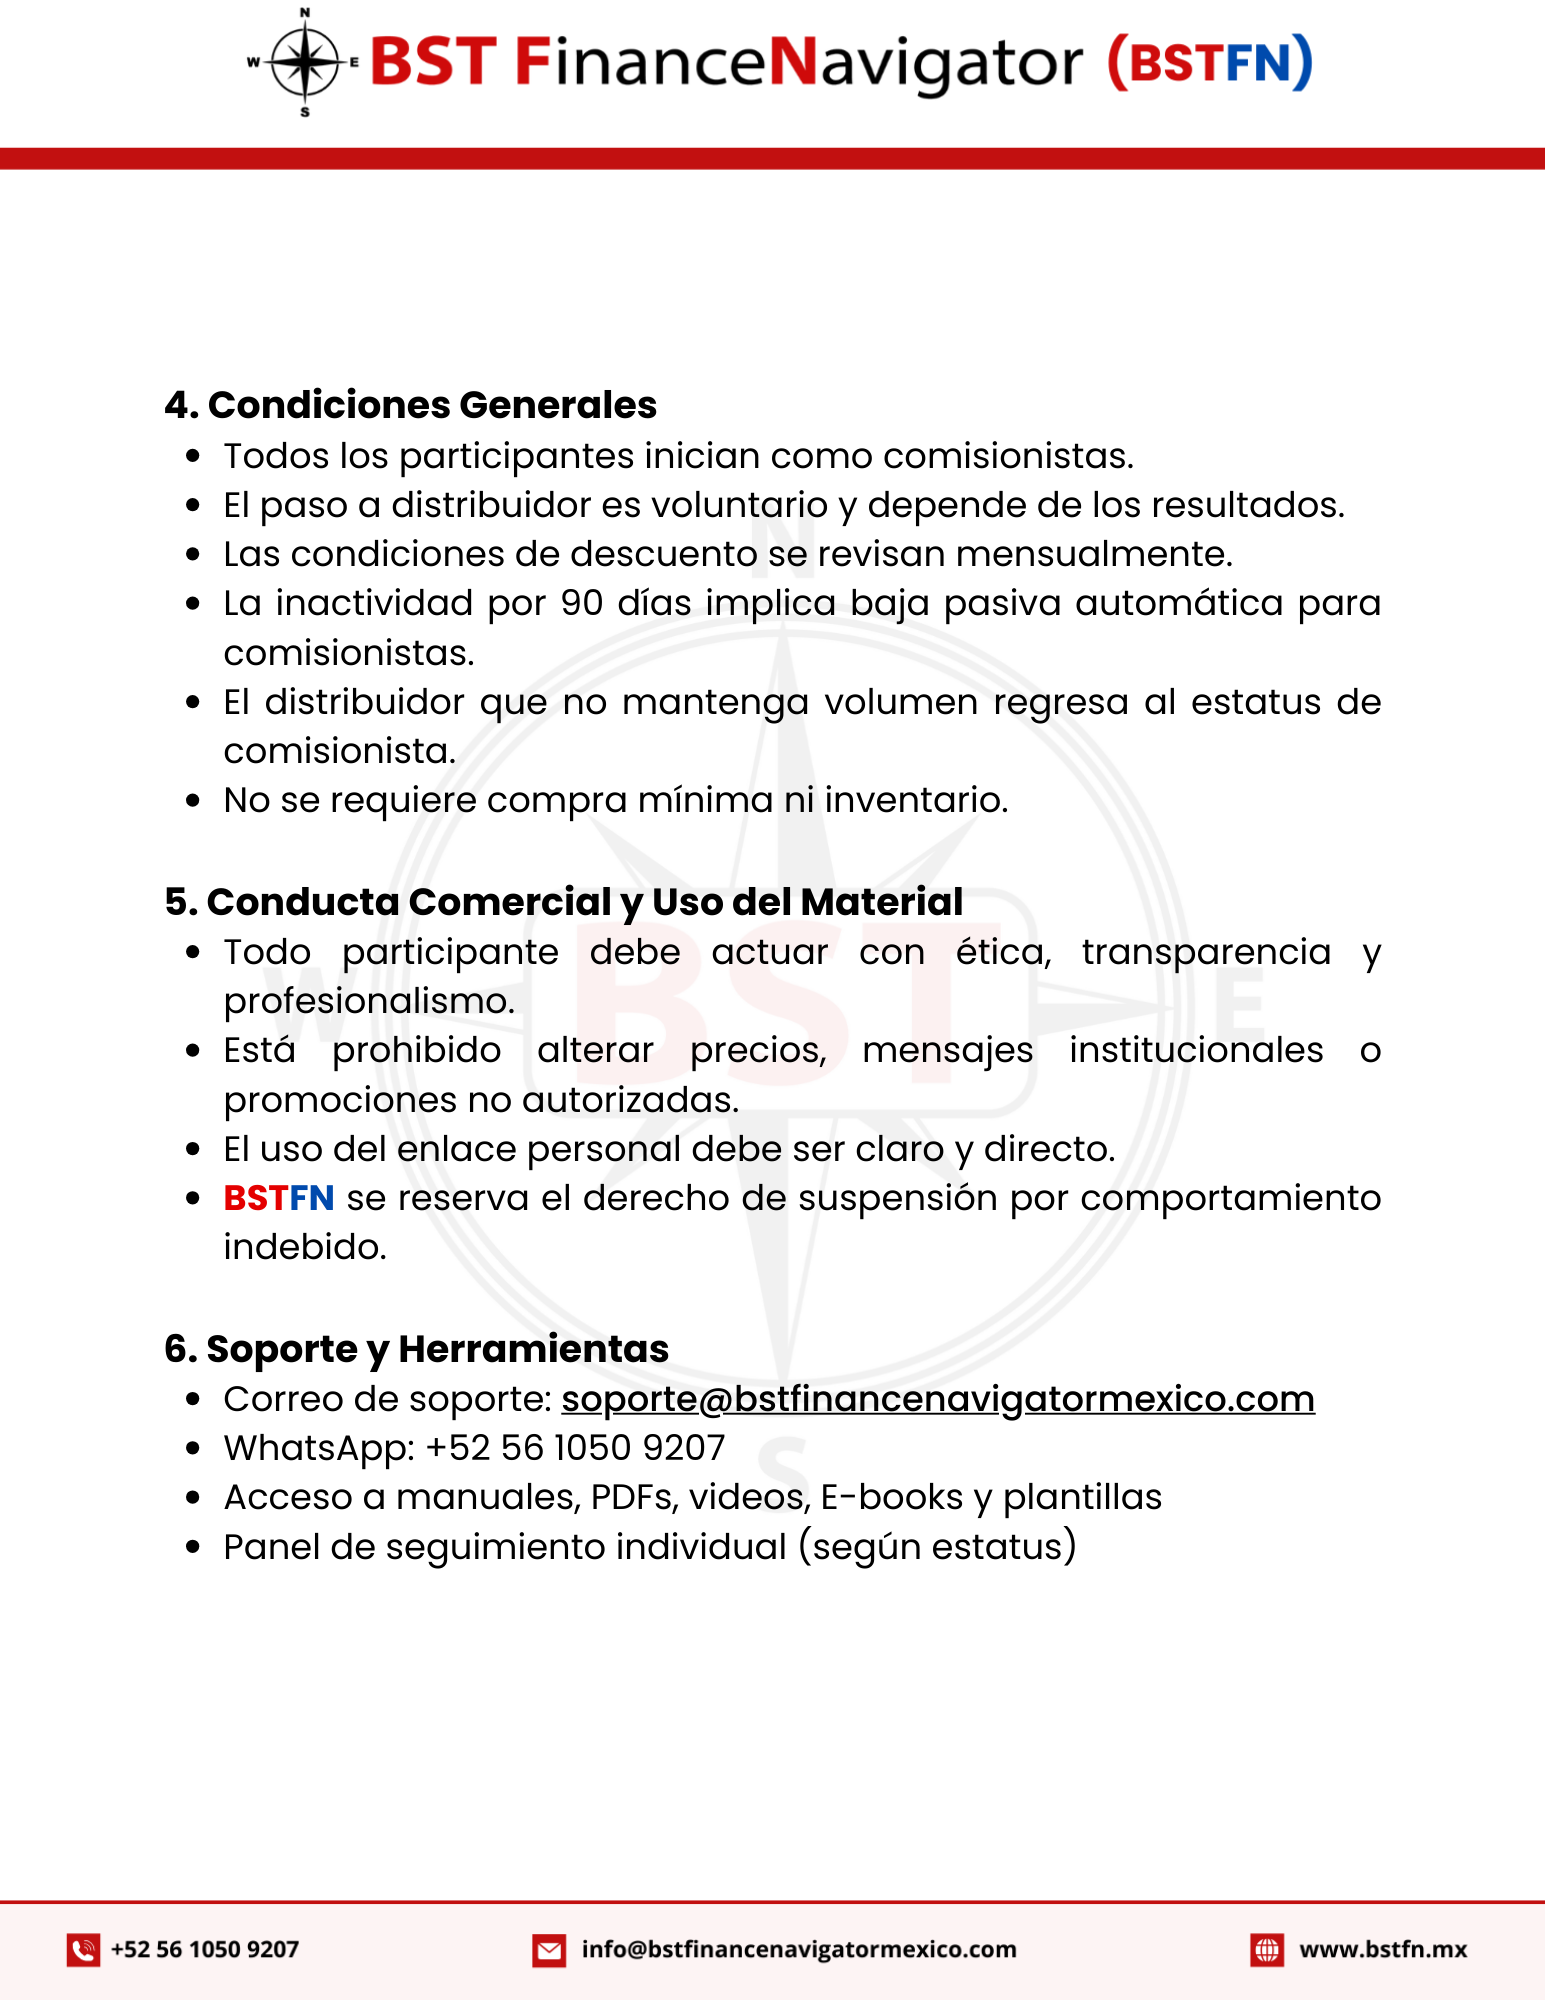 N
W E BST FinanceNavigator (BSTFN)
S
4. Condiciones Generales
• Todos los participantes inician como comisionistas.
• El paso a distribuidor es voluntario y depende de los resultados.
• Las condiciones de descuento se revisan mensualmente.
• La inactividad por 90 días implica baja pasiva automática para
comisionistas.
• El distribuidor que no mantenga volumen regresa al estatus de
comisionista.
• No se requiere compra mínima ni inventario.
5. Conducta Comercial y Uso del Material
• Todo participante debe actuar con ética, transparencia y
profesionalismo.
• Está prohibido alterar precios, mensajes institucionales o
promociones no autorizadas.
• El uso del enlace personal debe ser claro y directo.
• BSTFN se reserva el derecho de suspensión por comportamiento
indebido.
6. Soporte y Herramientas
• Correo de soporte: soporte@bstfinancenavigatormexico.com
• WhatsApp: +52 56 1050 9207
• Acceso a manuales, PDFs, videos, E-books y plantillas
• Panel de seguimiento individual (según estatus)
N
W BST E
S
+52 56 1050 9207 info@bstfinancenavigatormexico.com www.bstfn.mx